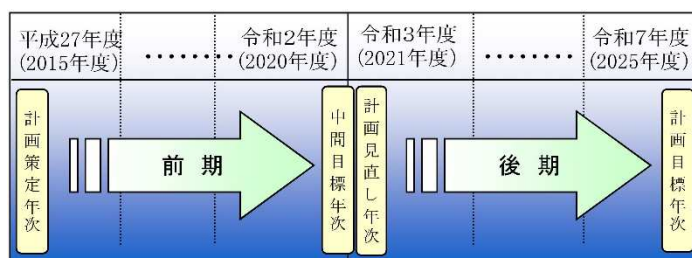 平成27年度
(2015年度)
‥‥‥‥
令和2年度
(2020年度)
令和3年度
(2021年度)
‥‥‥‥
令和7年度
(2025年度)
計画策定年次
前 期
中間目標年次
計画見直し年次
後 期
計画目標年次